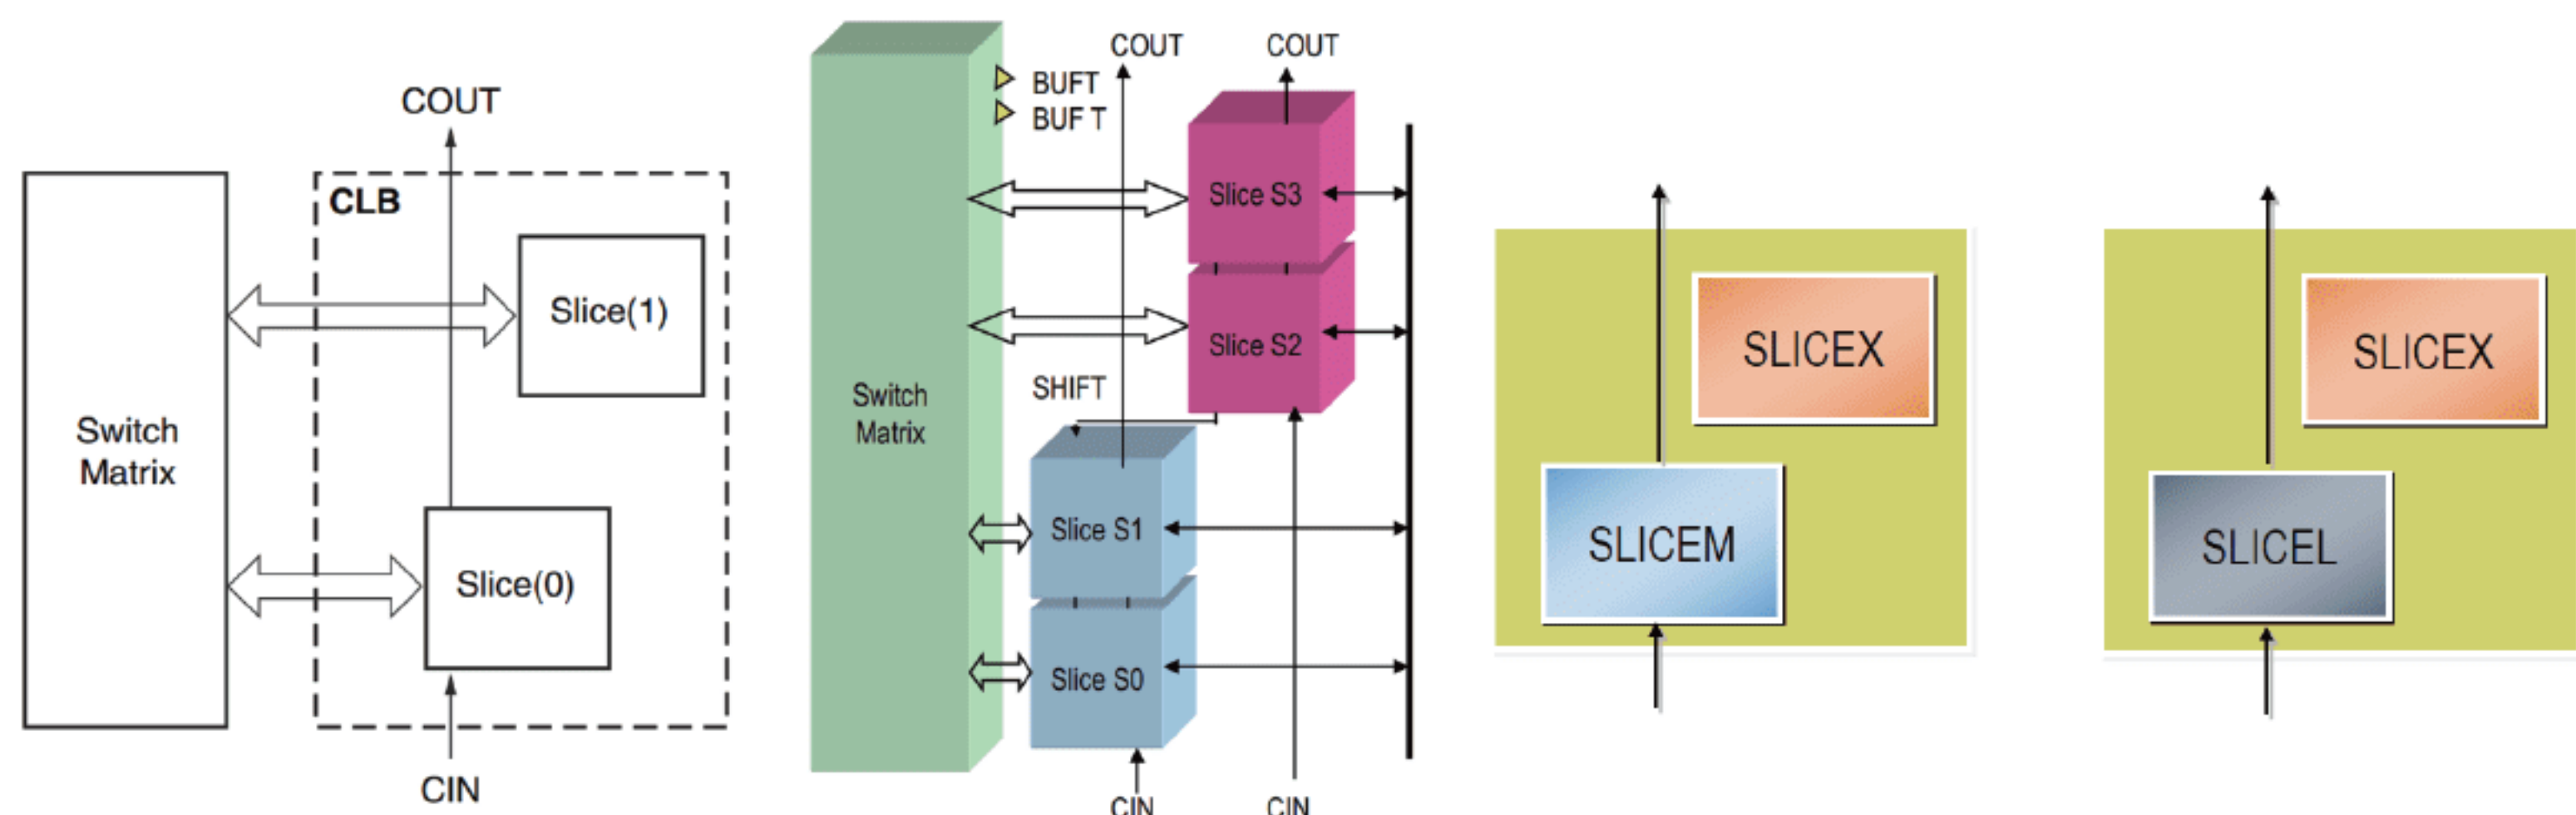 COUT
CLB
Slice(1)
Switch
Matrix
Slice(0)
CIN
COUT
COUT
BUFT
BUF T
Slice S3
Slice S2
SHIFT
Switch
Matrix
Slice S1
Slice S0
CIN
CIN
SLICEX
SLICEM
SLICEX
SLICEL